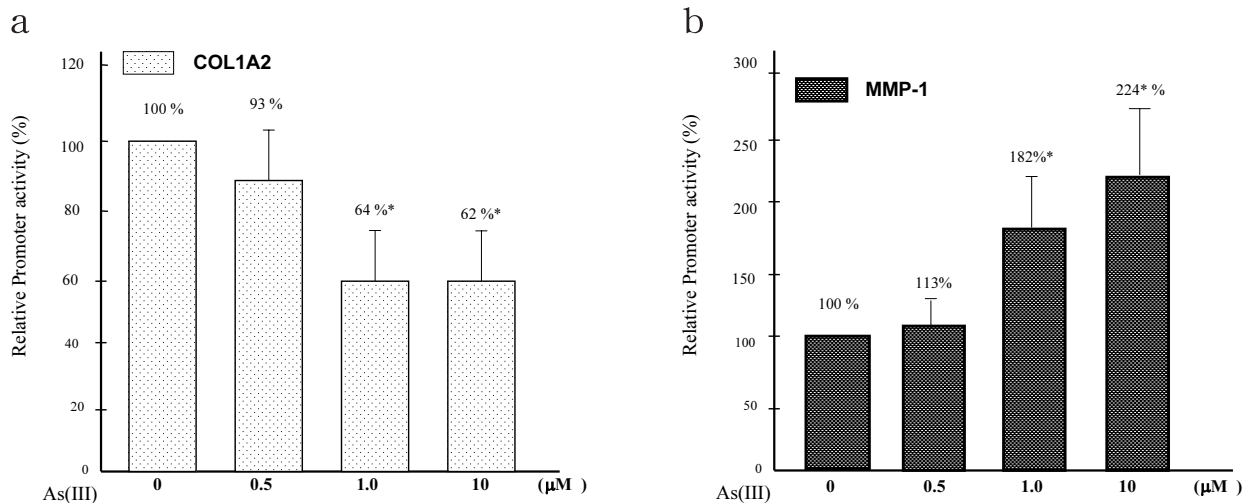 a
COL1A2
Relative Promoter activity (%)
120
100
80
60
40
20
0
100 %
93 %
64 %*
62 %*
As(III)
0 0.5 1.0 10 (μM )
b
MMP-1
Relative Promoter activity (%)
300
250
200
150
100
50
0
100 %
113%
182%*
224* %
As(III)
0 0.5 1.0 10 (μM )